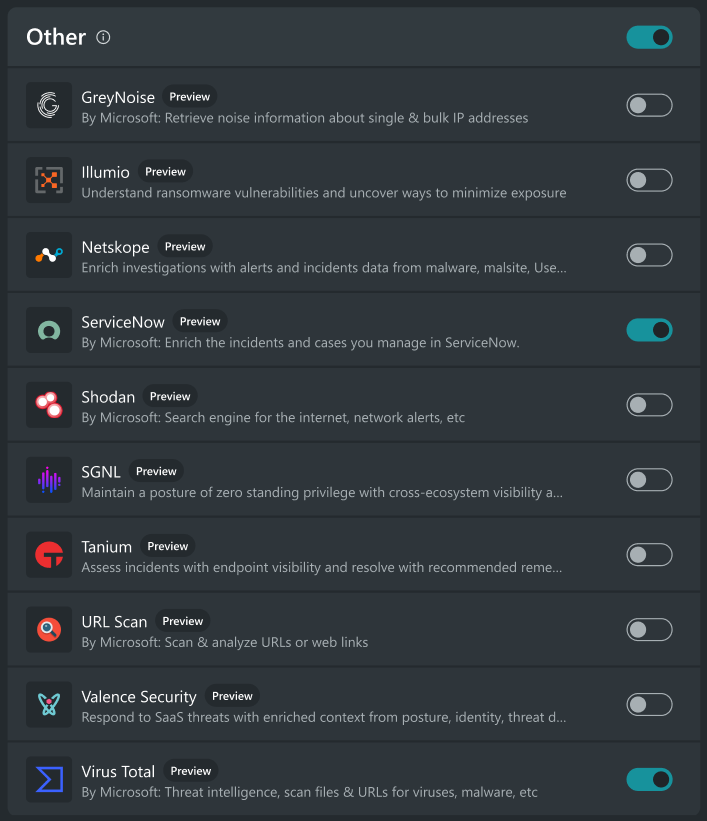 Other
GreyNoise Preview
By Microsoft: Retrieve noise information about single & bulk IP addresses
Illumio Preview
Understand ransomware vulnerabilities and uncover ways to minimize exposure
Netskope Preview
Enrich investigations with alerts and incidents data from malware, malsite, Use...
ServiceNow Preview
By Microsoft: Enrich the incidents and cases you manage in ServiceNow.
Shodan Preview
By Microsoft: Search engine for the internet, network alerts, etc
SGNL Preview
Maintain a posture of zero standing privilege with cross-ecosystem visibility a...
Tanium Preview
Assess incidents with endpoint visibility and resolve with recommended reme...
URL Scan Preview
By Microsoft: Scan & analyze URLs or web links
Valence Security Preview
Respond to SaaS threats with enriched context from posture, identity, threat d...
Virus Total Preview
By Microsoft: Threat intelligence, scan files & URLs for viruses, malware, etc